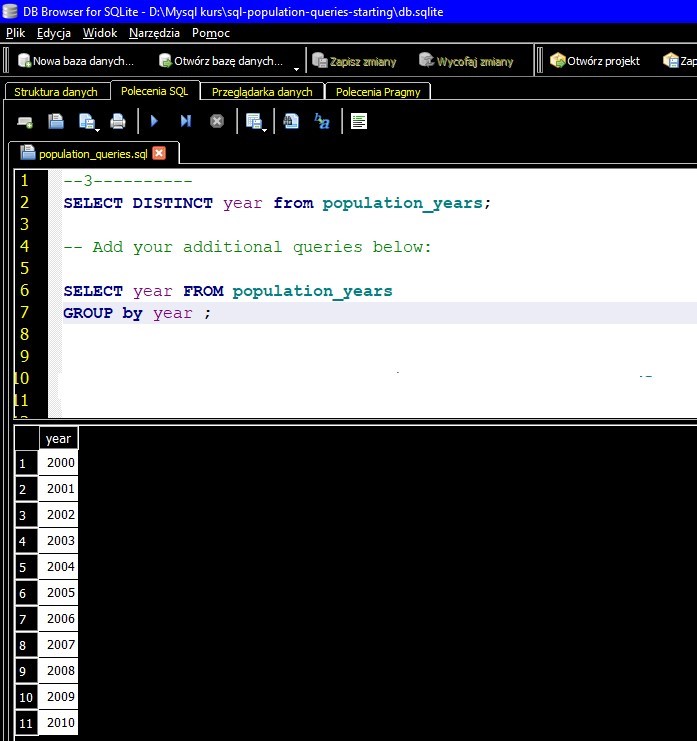 DB Browser for SQLite - D:\Mysql kurs\sql-population-queries-starting\db.sqlite
Plik Edycja Widok Narzędzia Pomoc
Nowa baza danych... Otwórz bazę danych... Zapisz zmiany Wycofaj zmiany Otwórz projekt Zap
Struktura danych Polecenia SQL Przeglądarka danych Polecenia Pragmy
population_queries.sql
1 --3----------
2 SELECT DISTINCT year from population_years;
3
4 -- Add your additional queries below:
5
6 SELECT year FROM population_years
7 GROUP by year ;
8
9
10
11
year
1 2000
2 2001
3 2002
4 2003
5 2004
6 2005
7 2006
8 2007
9 2008
10 2009
11 2010